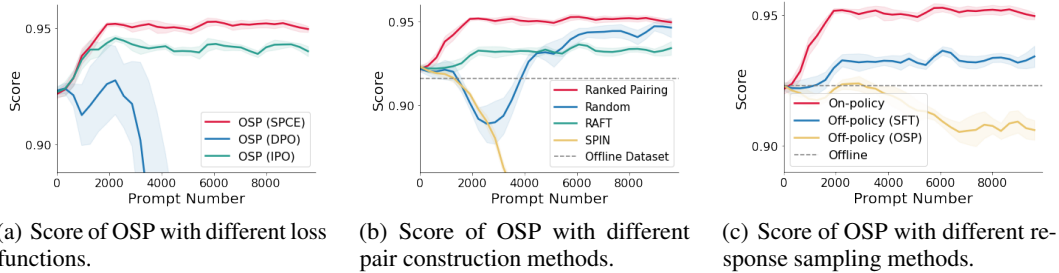 0.95
0.90
Score
0 2000 4000 6000 8000
Prompt Number
OSP (SPCE)
OSP (DPO)
OSP (IPO)
0.95
0.90
Score
0 2000 4000 6000 8000
Prompt Number
Ranked Pairing
Random
RAFT
SPIN
Offline Dataset
0.95
0.90
Score
0 2000 4000 6000 8000
Prompt Number
On-policy
Off-policy (SFT)
Off-policy (OSP)
Offline
(a) Score of OSP with different loss
functions.
(b) Score of OSP with different
pair construction methods.
(c) Score of OSP with different re-
sponse sampling methods.